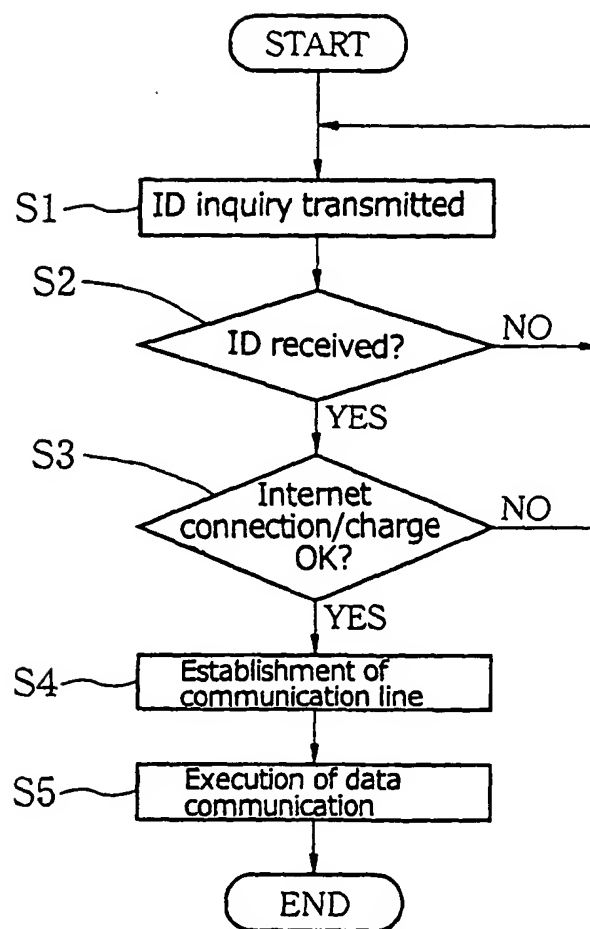 START
S1
ID inquiry transmitted
S2
ID received?
NO
YES
S3
Internet
connection/charge
OK?
NO
YES
S4
Establishment of
communication line
S5
Execution of data
communication
END